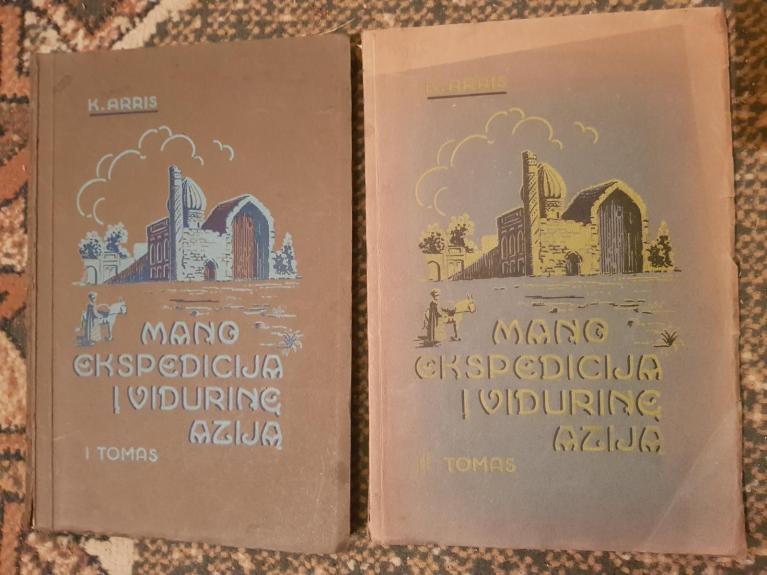 K. ARRIS
MANO
EKSPEDICIJA
Į VIDURINĘ
AZIJĄ
I TOMAS
K. ARRIS
MANO
EKSPEDICIJA
Į VIDURINĘ
AZIJĄ
II TOMAS